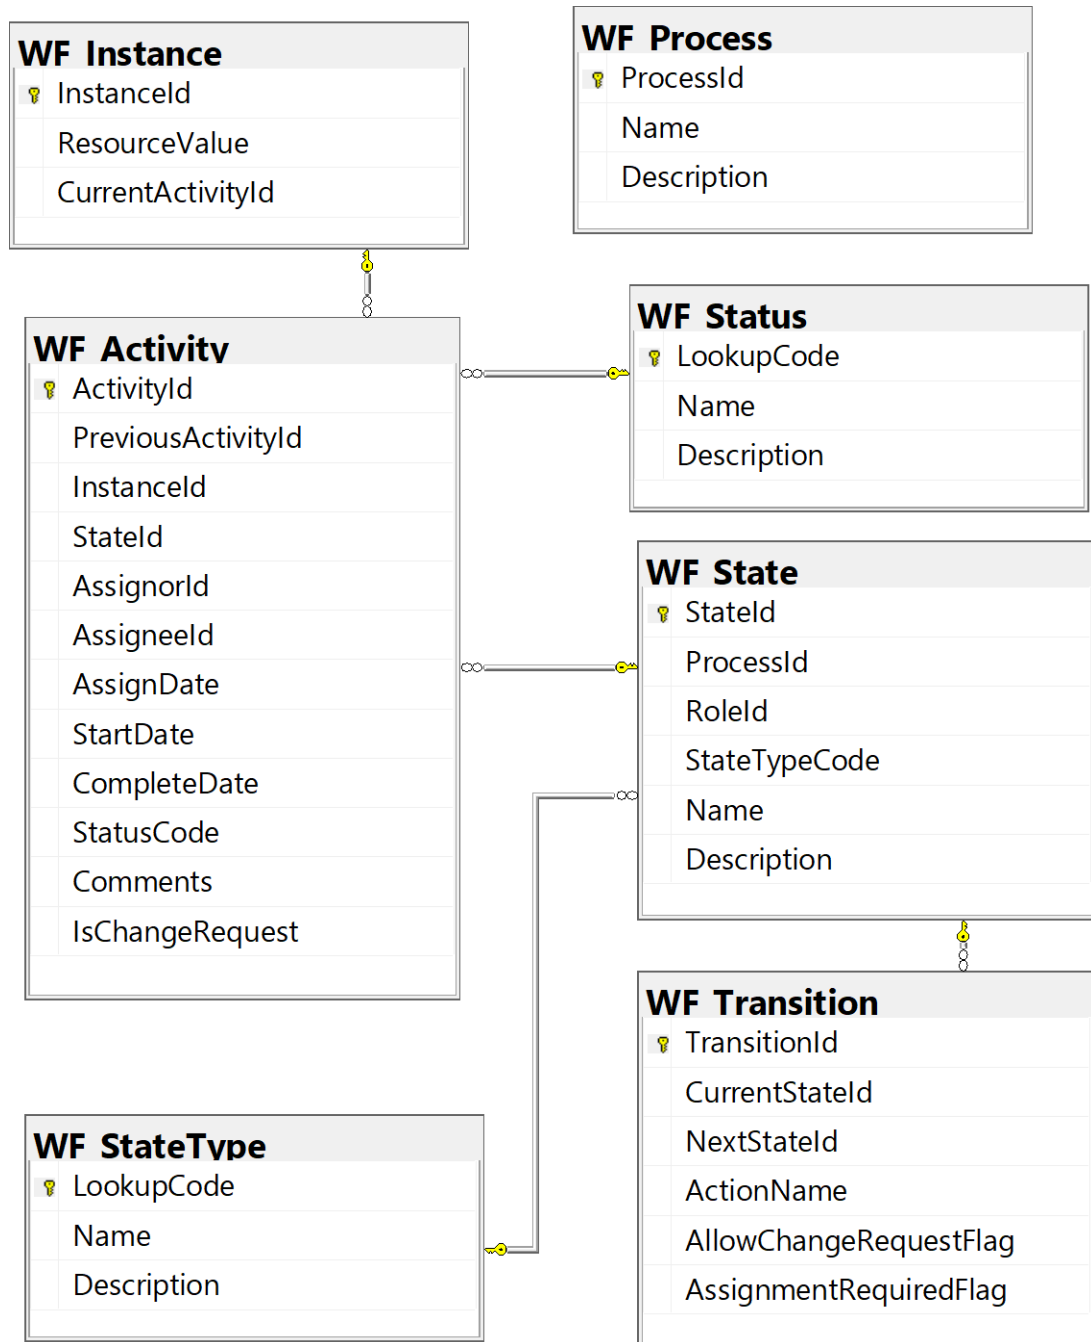 WF_Instance
InstanceId
ResourceValue
CurrentActivityId
WF_Process
ProcessId
Name
Description
WF_Activity
ActivityId
PreviousActivityId
InstanceId
StateId
AssignorId
AssigneeId
AssignDate
StartDate
CompleteDate
StatusCode
Comments
IsChangeRequest
WF_Status
LookupCode
Name
Description
WF_State
StateId
ProcessId
RoleId
StateTypeCode
Name
Description
WF_StateType
LookupCode
Name
Description
WF_Transition
TransitionId
CurrentStateId
NextStateId
ActionName
AllowChangeRequestFlag
AssignmentRequiredFlag